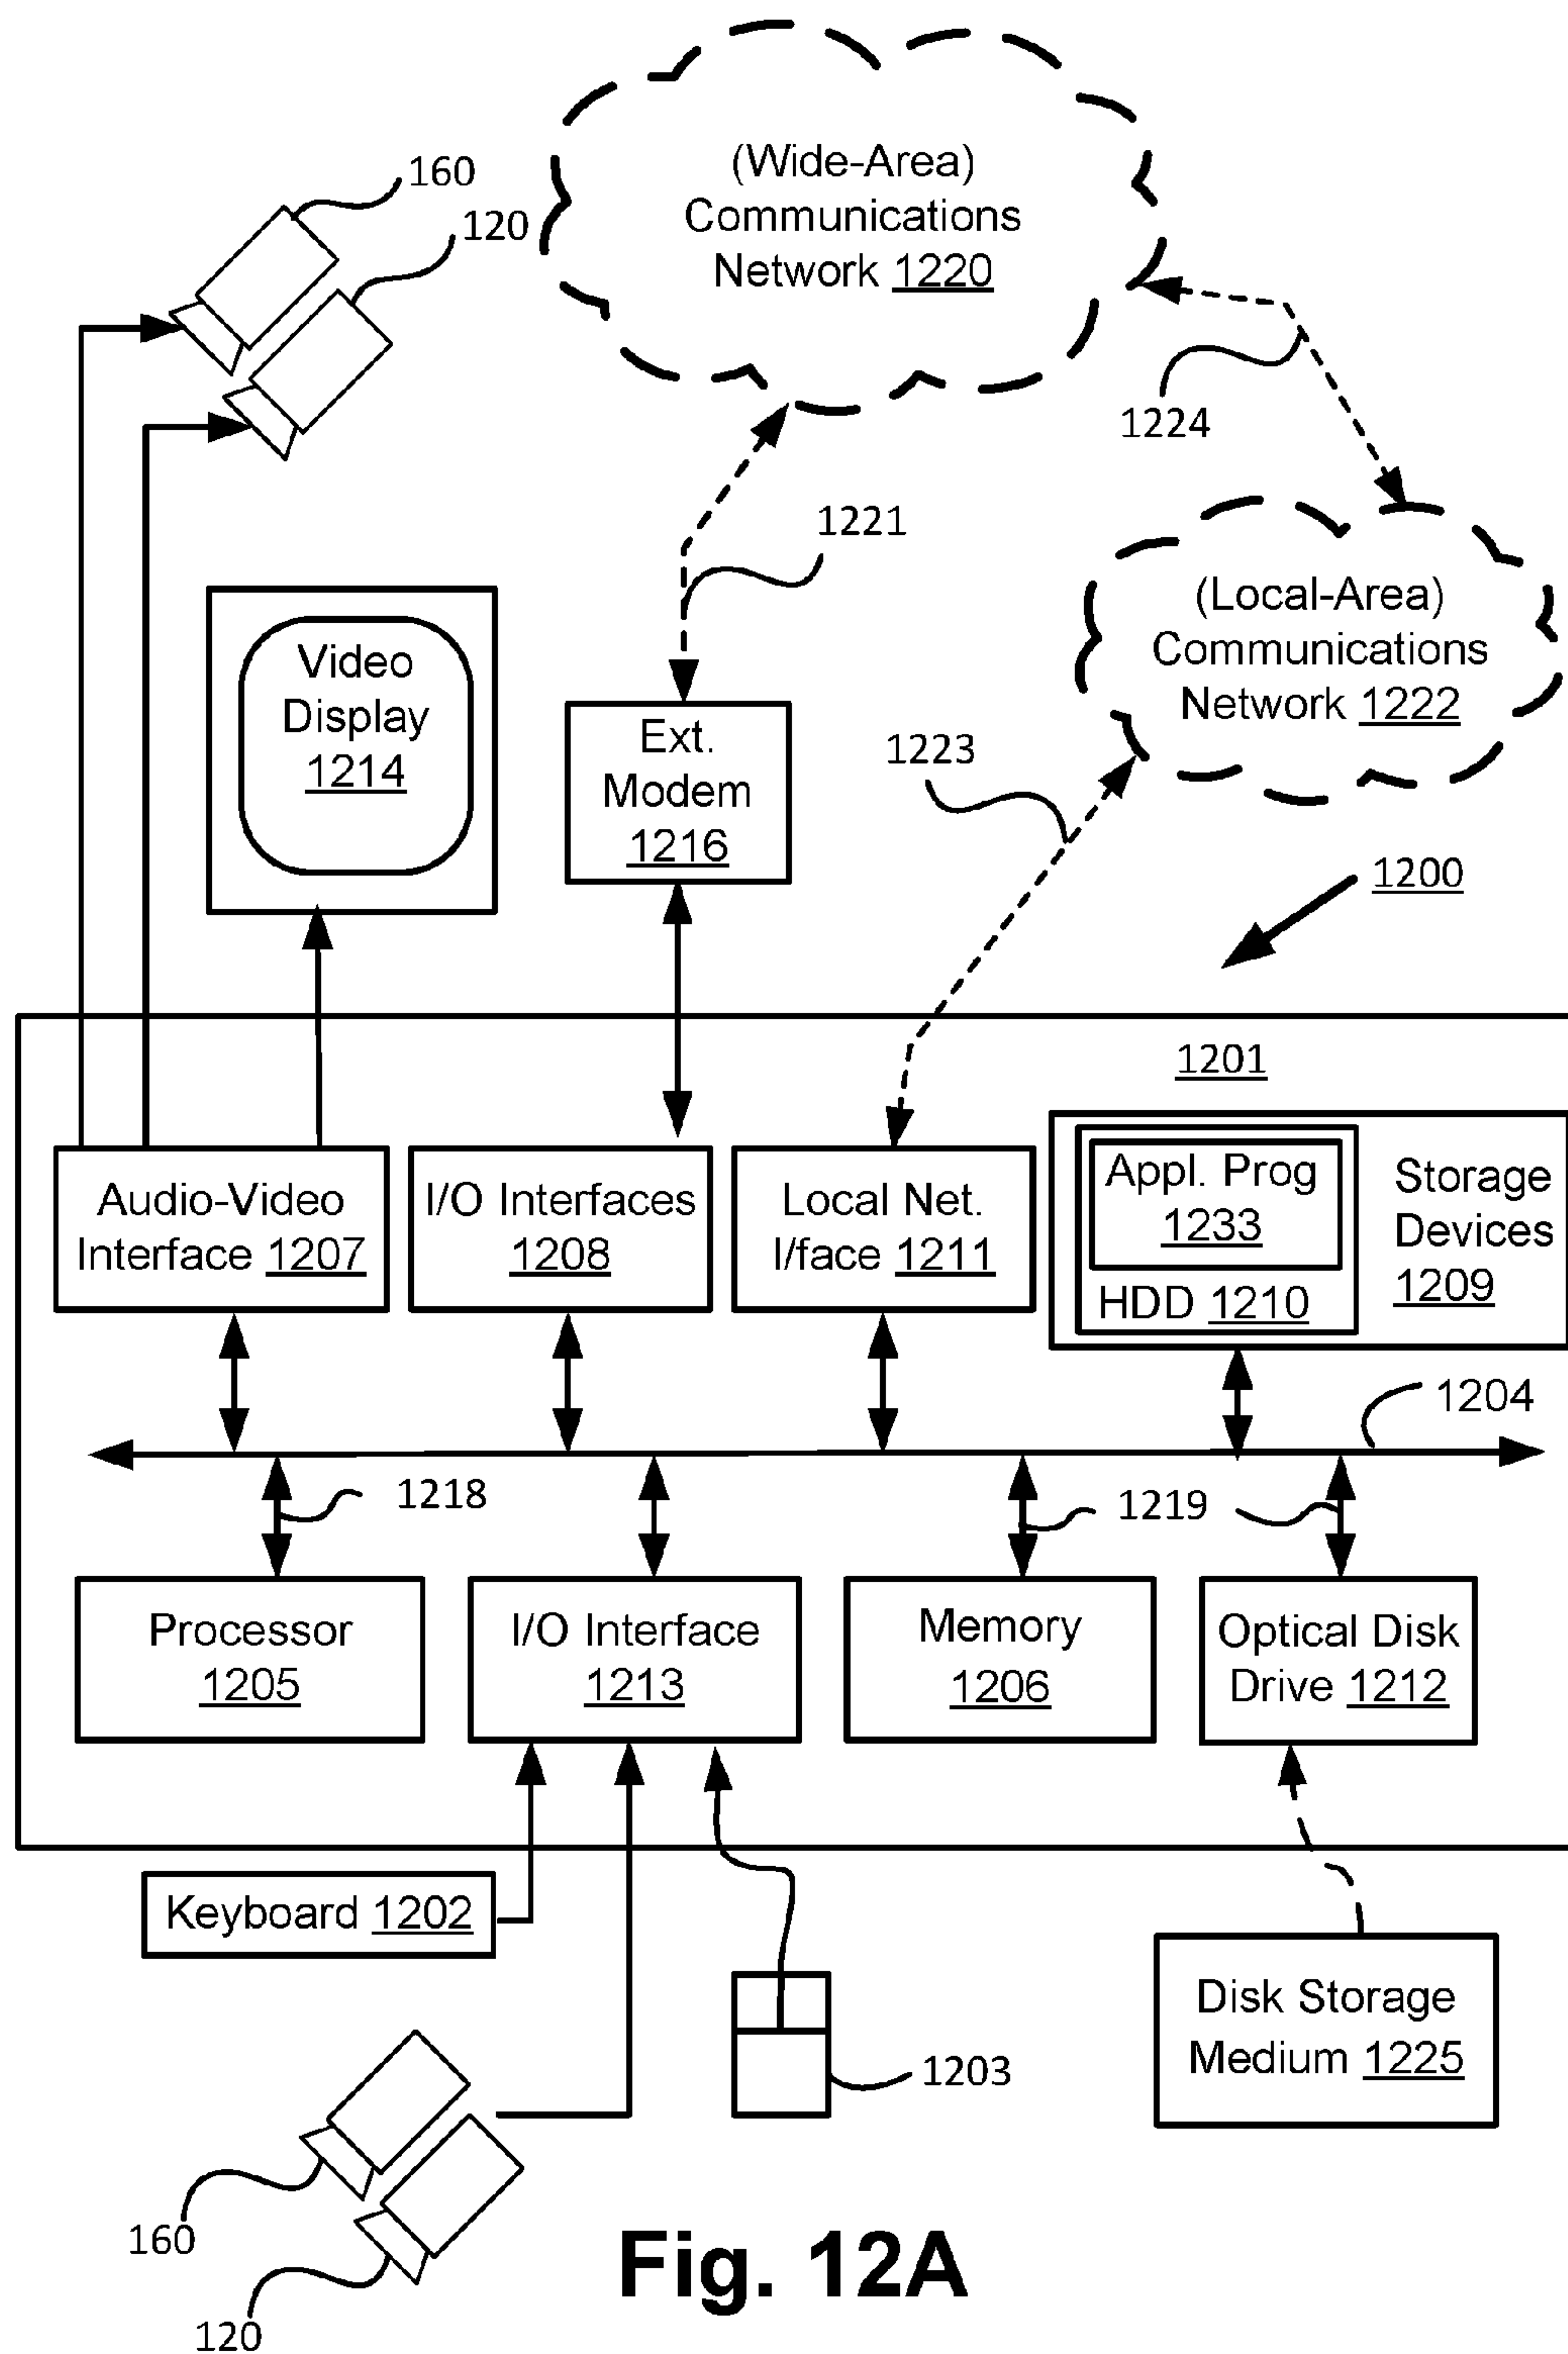 160
120
(Wide-Area)
Communications
Network 1220
1224
1221
(Local-Area)
Communications
Network 1222
Video
Display
1214
Ext.
Modem
1216
1223
1200
1201
Audio-Video
Interface 1207
I/O Interfaces
1208
Local Net.
I/face 1211
Appl. Prog
1233
HDD 1210
Storage
Devices
1209
1204
1218
1219
Processor
1205
I/O Interface
1213
Memory
1206
Optical Disk
Drive 1212
Keyboard 1202
1203
Disk Storage
Medium 1225
160
120
Fig. 12A